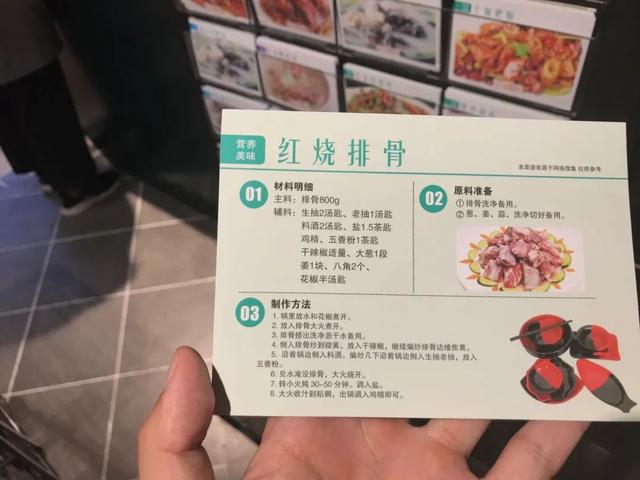 营养
美味
红烧排骨
本菜谱来源于网络搜集 仅供参考
01
材料明细
主料：排骨800g
辅料：生抽2汤匙、老抽1汤匙
料酒2汤匙、盐1.5茶匙
鸡精、五香粉1茶匙
干辣椒适量、大葱1段
姜1块、八角2个、
花椒半汤匙
02
原料准备
①排骨洗净备用。
②葱、姜、蒜、洗净切好备用。
03
制作方法
1. 锅里放水和花椒煮开。
2. 放入排骨大火煮开。
3. 排骨捞出洗净沥干水备用。
4. 倒入排骨炒到微黄。放入干辣椒，继续煸炒排骨边缘焦黄。
5. 沿着锅边倒入料酒。煸炒几下沿着锅边倒入生抽老抽，放入
五香粉。
6. 兑水淹没排骨，大火烧开。
7. 转小火炖 30-50 分钟。调入盐。
8. 大火收汁到粘稠，出锅调入鸡精即可。